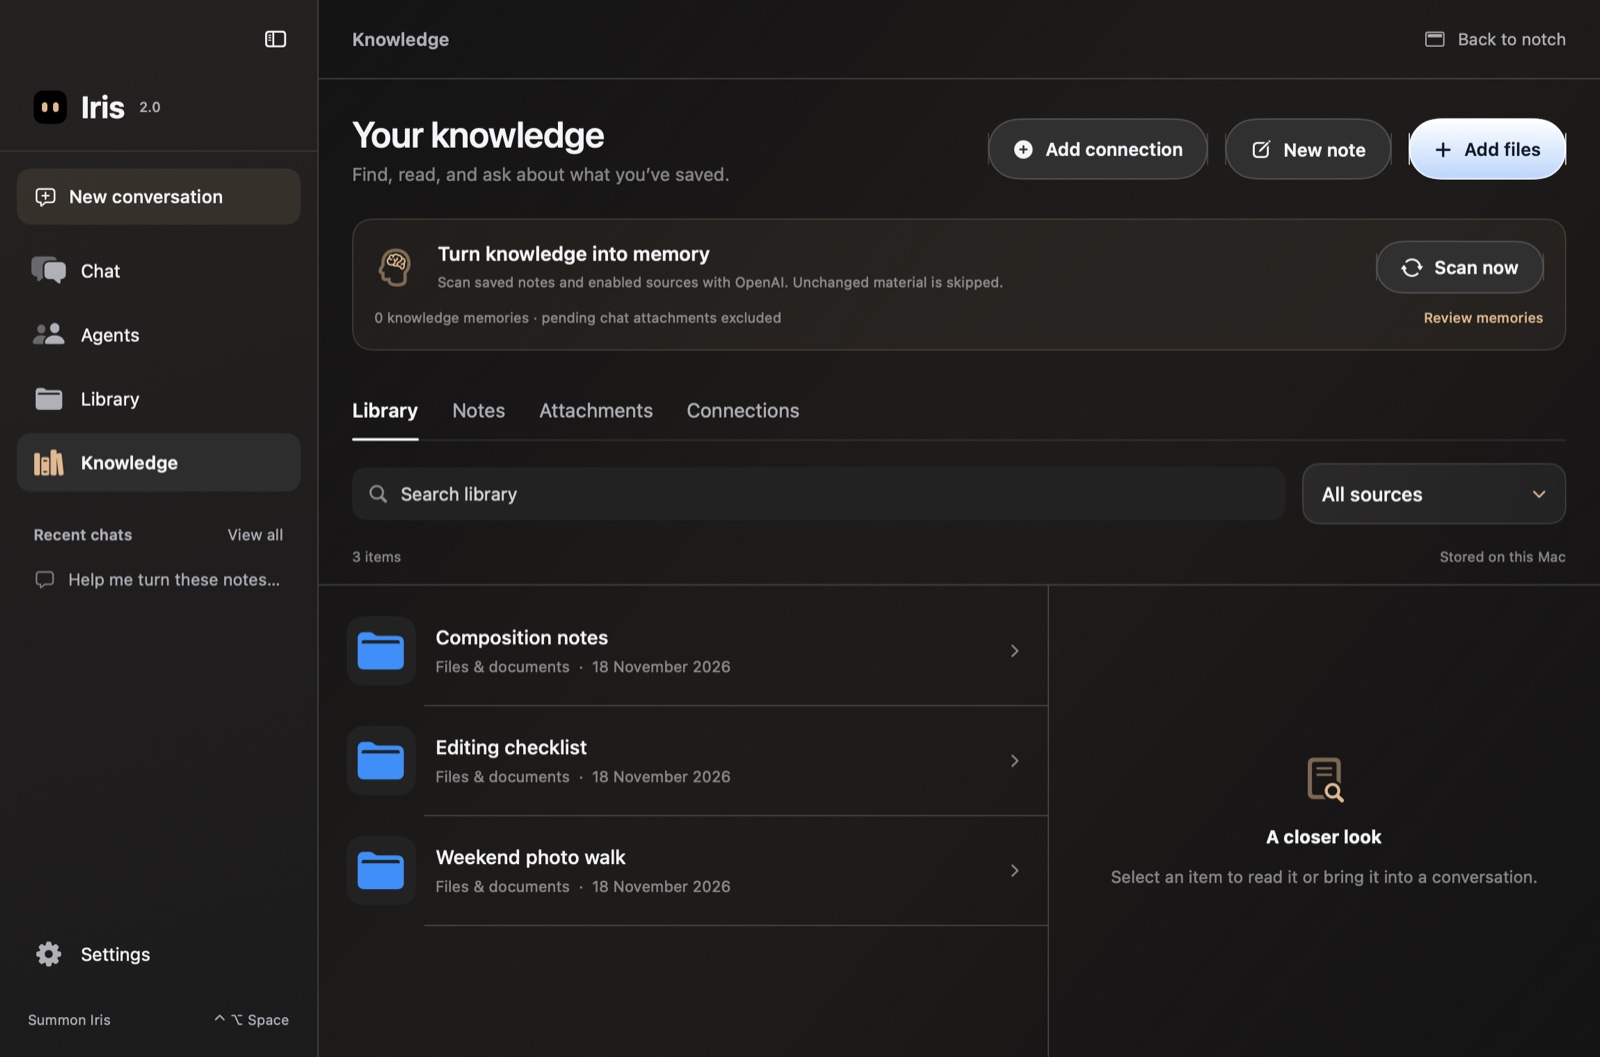 Iris 2.0
New conversation
Chat
Agents
Library
Knowledge
Recent chats View all
Help me turn these notes...
Settings
Summon Iris ^ ⌥ Space
Knowledge
Back to notch
Your knowledge
Find, read, and ask about what you’ve saved.
Add connection
New note
Add files
Turn knowledge into memory
Scan saved notes and enabled sources with OpenAI. Unchanged material is skipped.
Scan now
0 knowledge memories · pending chat attachments excluded
Review memories
Library Notes Attachments Connections
Search library
All sources
3 items
Stored on this Mac
Composition notes
Files & documents · 18 November 2026
Editing checklist
Files & documents · 18 November 2026
Weekend photo walk
Files & documents · 18 November 2026
A closer look
Select an item to read it or bring it into a conversation.